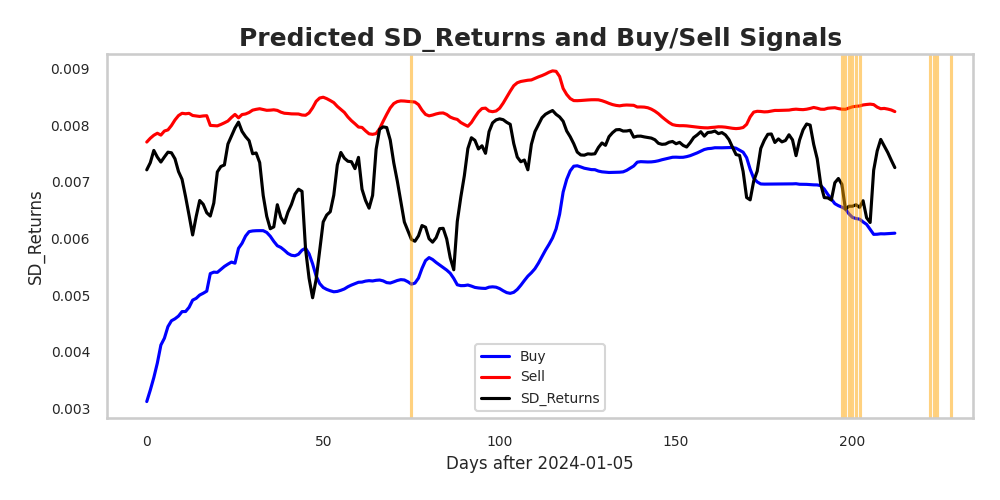 Predicted SD_Returns and Buy/Sell Signals
SD_Returns
0.009
0.008
0.007
0.006
0.005
0.004
0.003
Buy
Sell
SD_Returns
0 50 100 150 200
Days after 2024-01-05